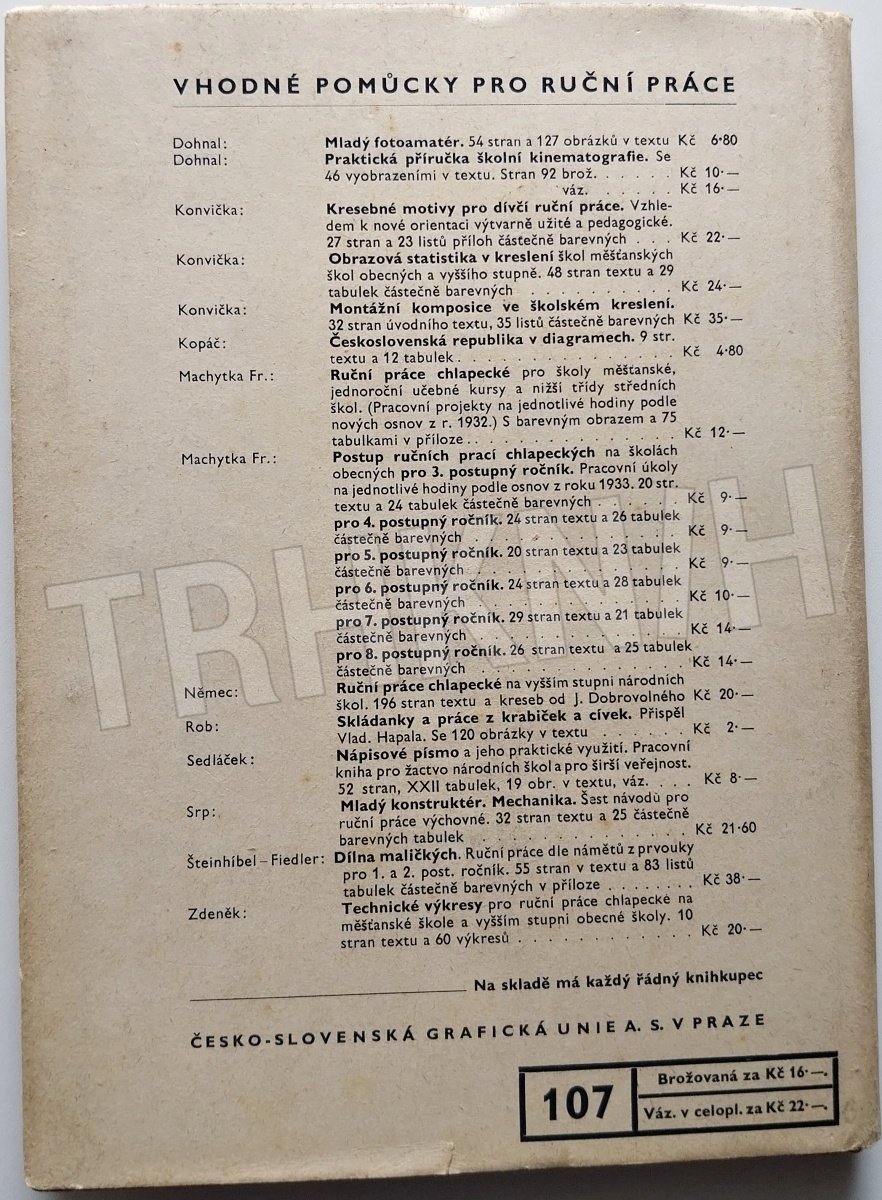 VHODNÉ POMŮCKY PRO RUČNÍ PRÁCE
Dohnal: Mladý fotoamatér. 54 stran a 127 obrázků v textu Kč 6·80
Dohnal: Praktická příručka školní kinematografie. Se
46 vyobrazeními v textu. Stran 92 brož. . . . . . Kč 10·—
váz. . . . . . Kč 16·—
Konvička: Kresebné motivy pro dívčí ruční práce. Vzhle-
dem k nové orientaci výtvarně užité a pedagogické.
27 stran a 23 listů příloh částečně barevných . . . Kč 22·—
Konvička: Obrazová statistika v kreslení škol měšťanských
škol obecných a vyššího stupně. 48 stran textu a 29
tabulek částečně barevných . . . . . . . . . . Kč 24·—
Konvička: Montážní komposice ve školském kreslení.
32 stran úvodního textu, 35 listů částečně barevných Kč 35·—
Kopáč: Československá republika v diagramech. 9 str.
textu a 12 tabulek . . . . . . . . . . . . . . Kč 4·80
Machytka Fr.: Ruční práce chlapecké pro školy měšťanské,
jednoroční učebné kursy a nižší třídy středních
škol. (Pracovní projekty na jednotlivé hodiny podle
nových osnov z r. 1932.) S barevným obrazem a 75
tabulkami v příloze . . . . . . . . . . . . . . Kč 12·—
Machytka Fr.: Postup ručních prací chlapeckých na školách
obecných pro 3. postupný ročník. Pracovní úkoly
na jednotlivé hodiny podle osnov z roku 1933. 20 str.
textu a 24 tabulek částečně barevných . . . . . . Kč 9·—
pro 4. postupný ročník. 24 stran textu a 26 tabulek
částečně barevných . . . . . . . . . . . . . Kč 9·—
pro 5. postupný ročník. 20 stran textu a 23 tabulek
částečně barevných . . . . . . . . . . . . . Kč 9·—
pro 6. postupný ročník. 24 stran textu a 28 tabulek
částečně barevných . . . . . . . . . . . . . Kč 10·—
pro 7. postupný ročník. 29 stran textu a 21 tabulek
částečně barevných . . . . . . . . . . . . . Kč 14·—
pro 8. postupný ročník. 26 stran textu a 25 tabulek
částečně barevných . . . . . . . . . . . . . Kč 14·—
Němec: Ruční práce chlapecké na vyšším stupni národních
škol. 196 stran textu a kreseb od J. Dobrovolného Kč 20·—
Rob: Skládanky a práce z krabiček a cívek. Přispěl
Vlad. Hapala. Se 120 obrázky v textu . . . . . . Kč 2·—
Sedláček: Nápisové písmo a jeho praktické využití. Pracovní
kniha pro žactvo národních škol a pro širší veřejnost.
52 stran, XXII tabulek, 19 obr. v textu, váz. . . . . Kč 8·—
Srp: Mladý konstruktér. Mechanika. Šest návodů pro
ruční práce výchovné. 32 stran textu a 25 částečně
barevných tabulek . . . . . . . . . . . . . . Kč 21·60
Šteinhíbel–Fiedler: Dílna maličkých. Ruční práce dle námětů z prvouky
pro 1. a 2. post. ročník. 55 stran v textu a 83 listů
tabulek částečně barevných v příloze . . . . . . . Kč 38·—
Zdeněk: Technické výkresy pro ruční práce chlapecké na
měšťanské škole a vyšším stupni obecné školy. 10
stran textu a 60 výkresů . . . . . . . . . . . Kč 20·—
Na skladě má každý řádný knihkupec
ČESKO-SLOVENSKÁ GRAFICKÁ UNIE A. S. V PRAZE
107
Brožovaná za Kč 16·—.
Váz. v celopl. za Kč 22·—.
TRH KNIH